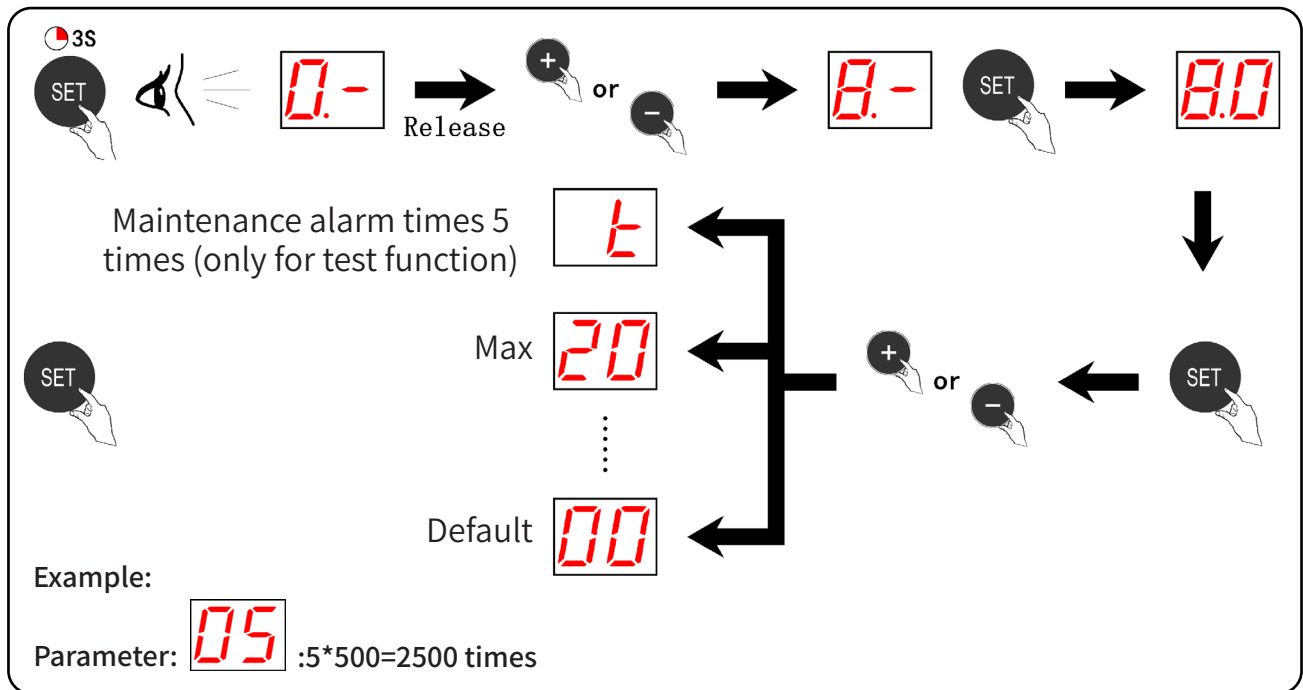 3S
SET
0.-
Release
+ or -
8.-
SET
8.0
Maintenance alarm times 5
times (only for test function)
t
Max
20
SET
+ or -
SET
Default
00
Example:
Parameter: 05 :5*500=2500 times